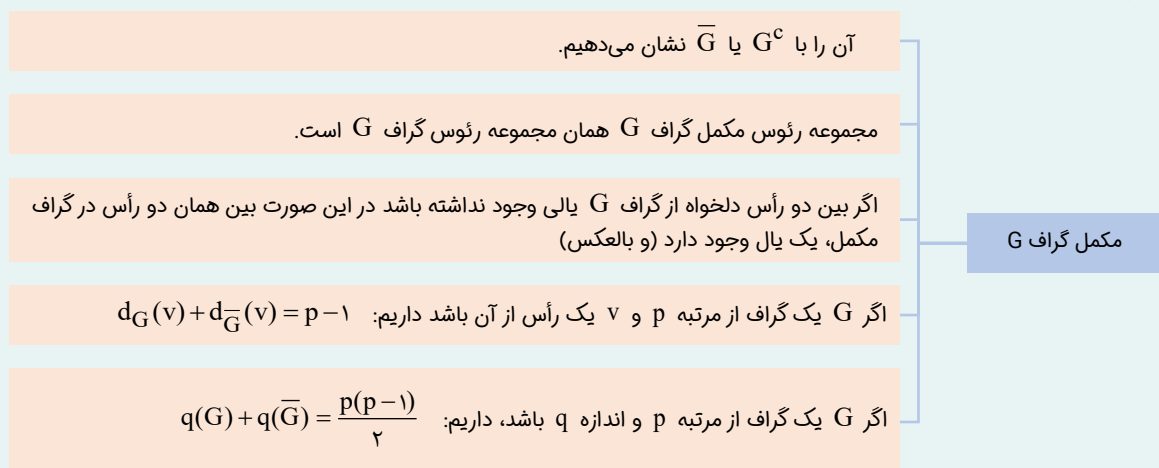 مکمل گراف G
آن را با G^c یا G̅ نشان می‌دهیم.
مجموعه رئوس مکمل گراف G همان مجموعه رئوس گراف G است.
اگر بین دو رأس دلخواه از گراف G یالی وجود نداشته باشد در این صورت بین همان دو رأس در گراف
مکمل، یک یال وجود دارد (و بالعکس)
اگر G یک گراف از مرتبه p و v یک رأس از آن باشد داریم: d_G(v)+d_G̅(v)=p−۱
اگر G یک گراف از مرتبه p و اندازه q باشد، داریم: q(G)+q(G̅)=p(p−۱)/۲